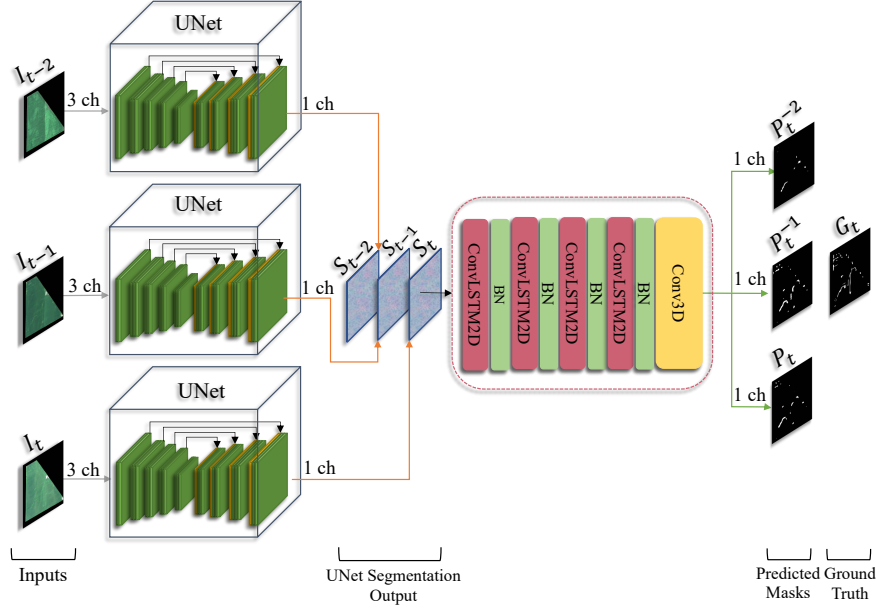 UNet
I_{t-2}
3 ch
1 ch
UNet
I_{t-1}
3 ch
1 ch
UNet
I_t
3 ch
1 ch
S_{t-2}
S_{t-1}
S_t
ConvLSTM2D
BN
ConvLSTM2D
BN
ConvLSTM2D
BN
ConvLSTM2D
BN
Conv3D
1 ch
P_t^{-2}
1 ch
P_t^{-1}
G_t
1 ch
P_t
Inputs
UNet Segmentation
Output
Predicted
Masks
Ground
Truth